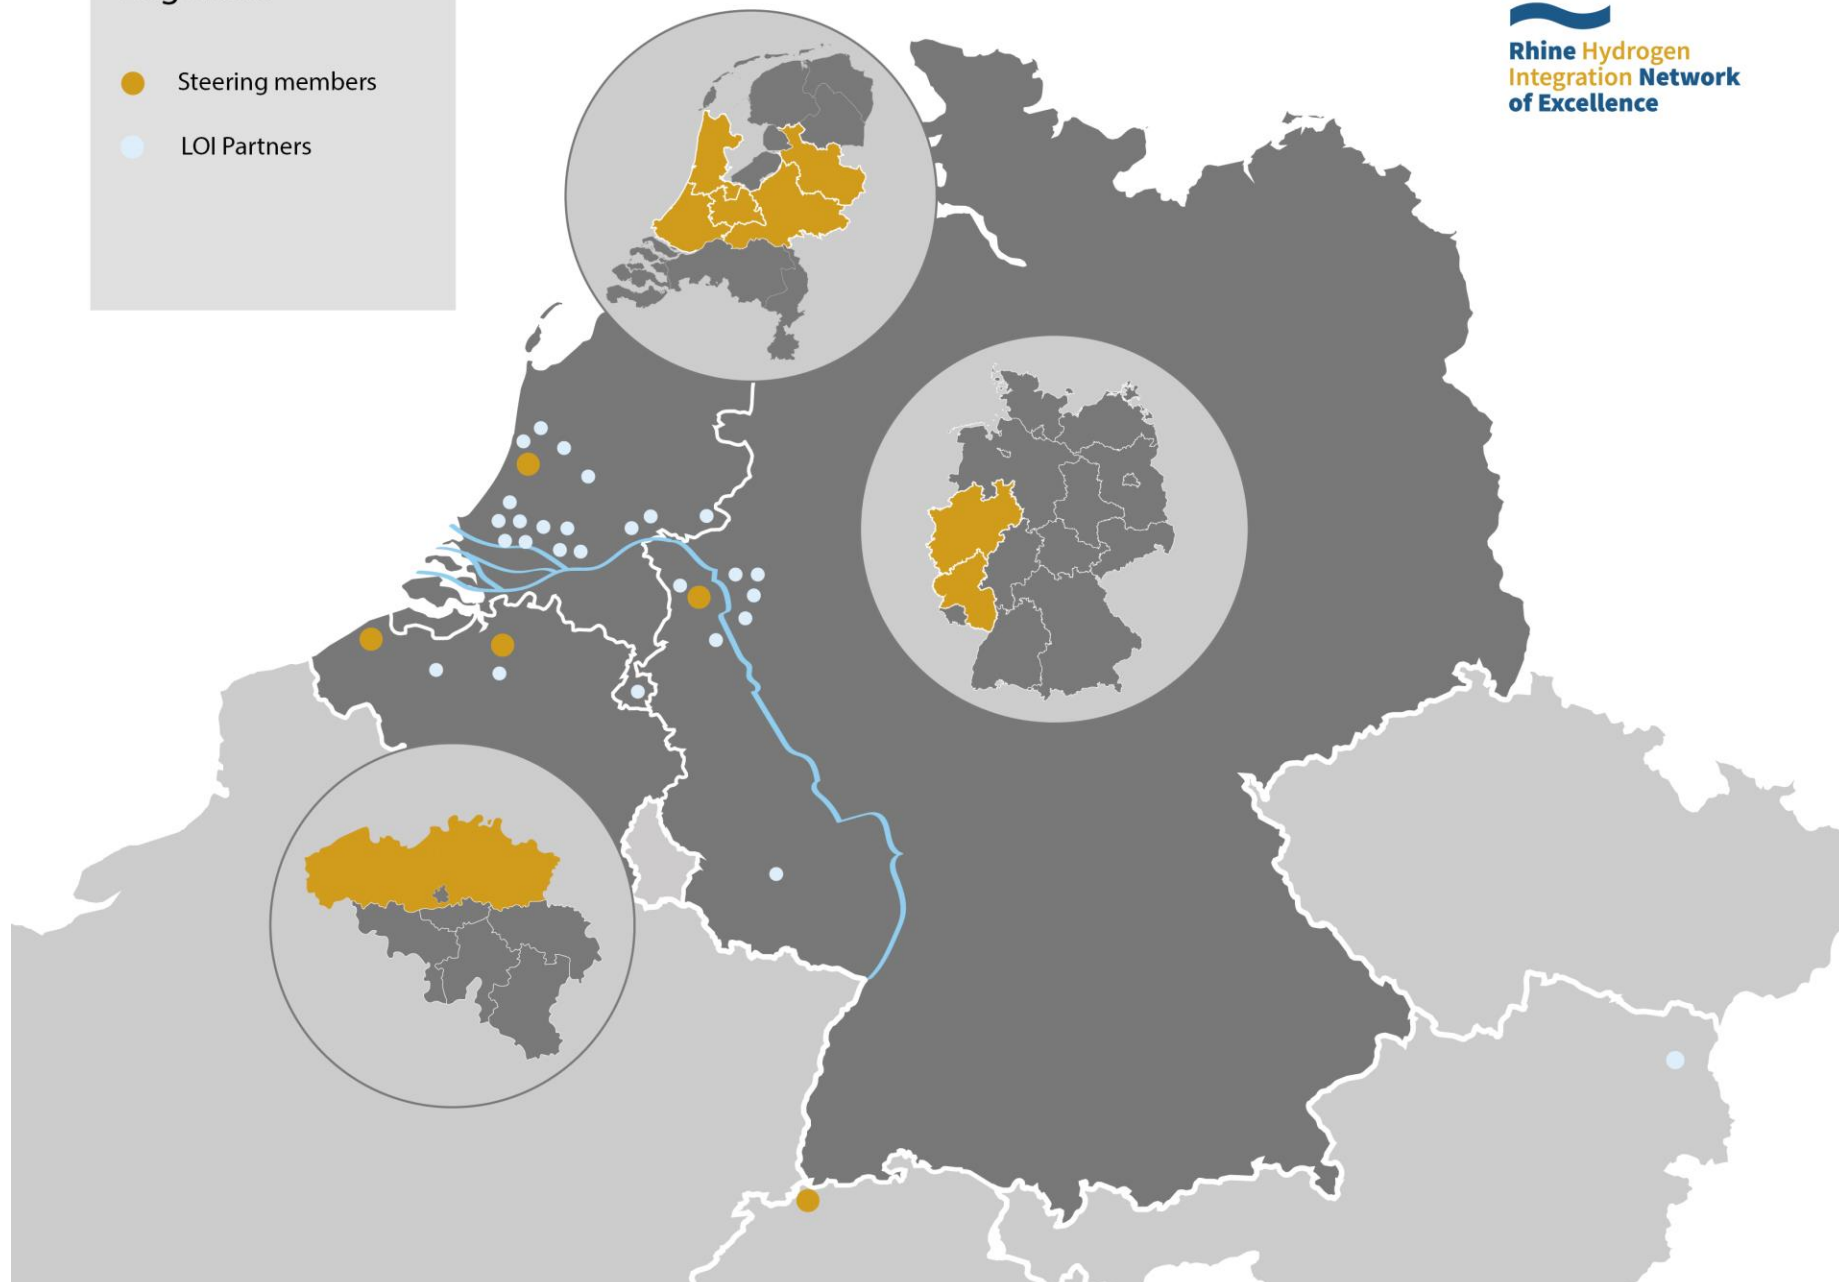 Steering members
LOI Partners
Rhine Hydrogen
Integration Network
of Excellence